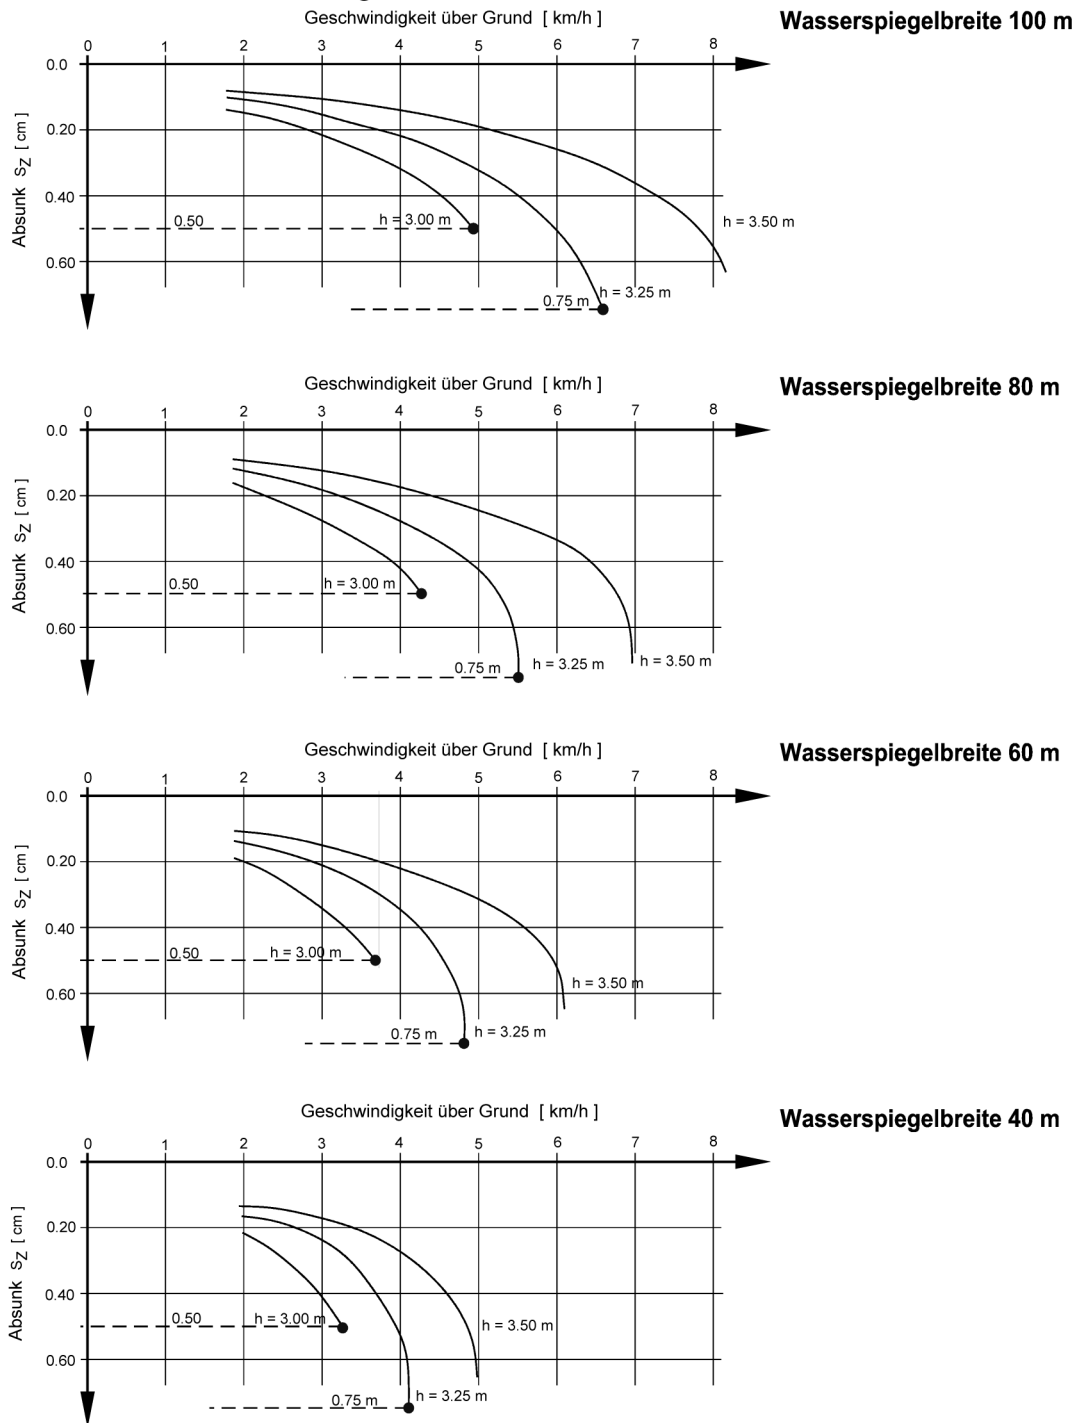 Geschwindigkeit über Grund [ km/h ]
Wasserspiegelbreite 100 m
0 1 2 3 4 5 6 7 8
0.0
0.20
0.40
0.60
Absunk sZ [ cm ]
0.50
h = 3.00 m
h = 3.50 m
h = 3.25 m
0.75 m
Geschwindigkeit über Grund [ km/h ]
Wasserspiegelbreite 80 m
0 1 2 3 4 5 6 7 8
0.0
0.20
0.40
0.60
Absunk sZ [ cm ]
0.50
h = 3.00 m
0.75 m
h = 3.25 m
h = 3.50 m
Geschwindigkeit über Grund [ km/h ]
Wasserspiegelbreite 60 m
0 1 2 3 4 5 6 7 8
0.0
0.20
0.40
0.60
Absunk sZ [ cm ]
0.50
h = 3.00 m
h = 3.50 m
0.75 m
h = 3.25 m
Geschwindigkeit über Grund [ km/h ]
Wasserspiegelbreite 40 m
0 1 2 3 4 5 6 7 8
0.0
0.20
0.40
0.60
Absunk sZ [ cm ]
0.50
h = 3.00 m
h = 3.50 m
0.75 m
h = 3.25 m